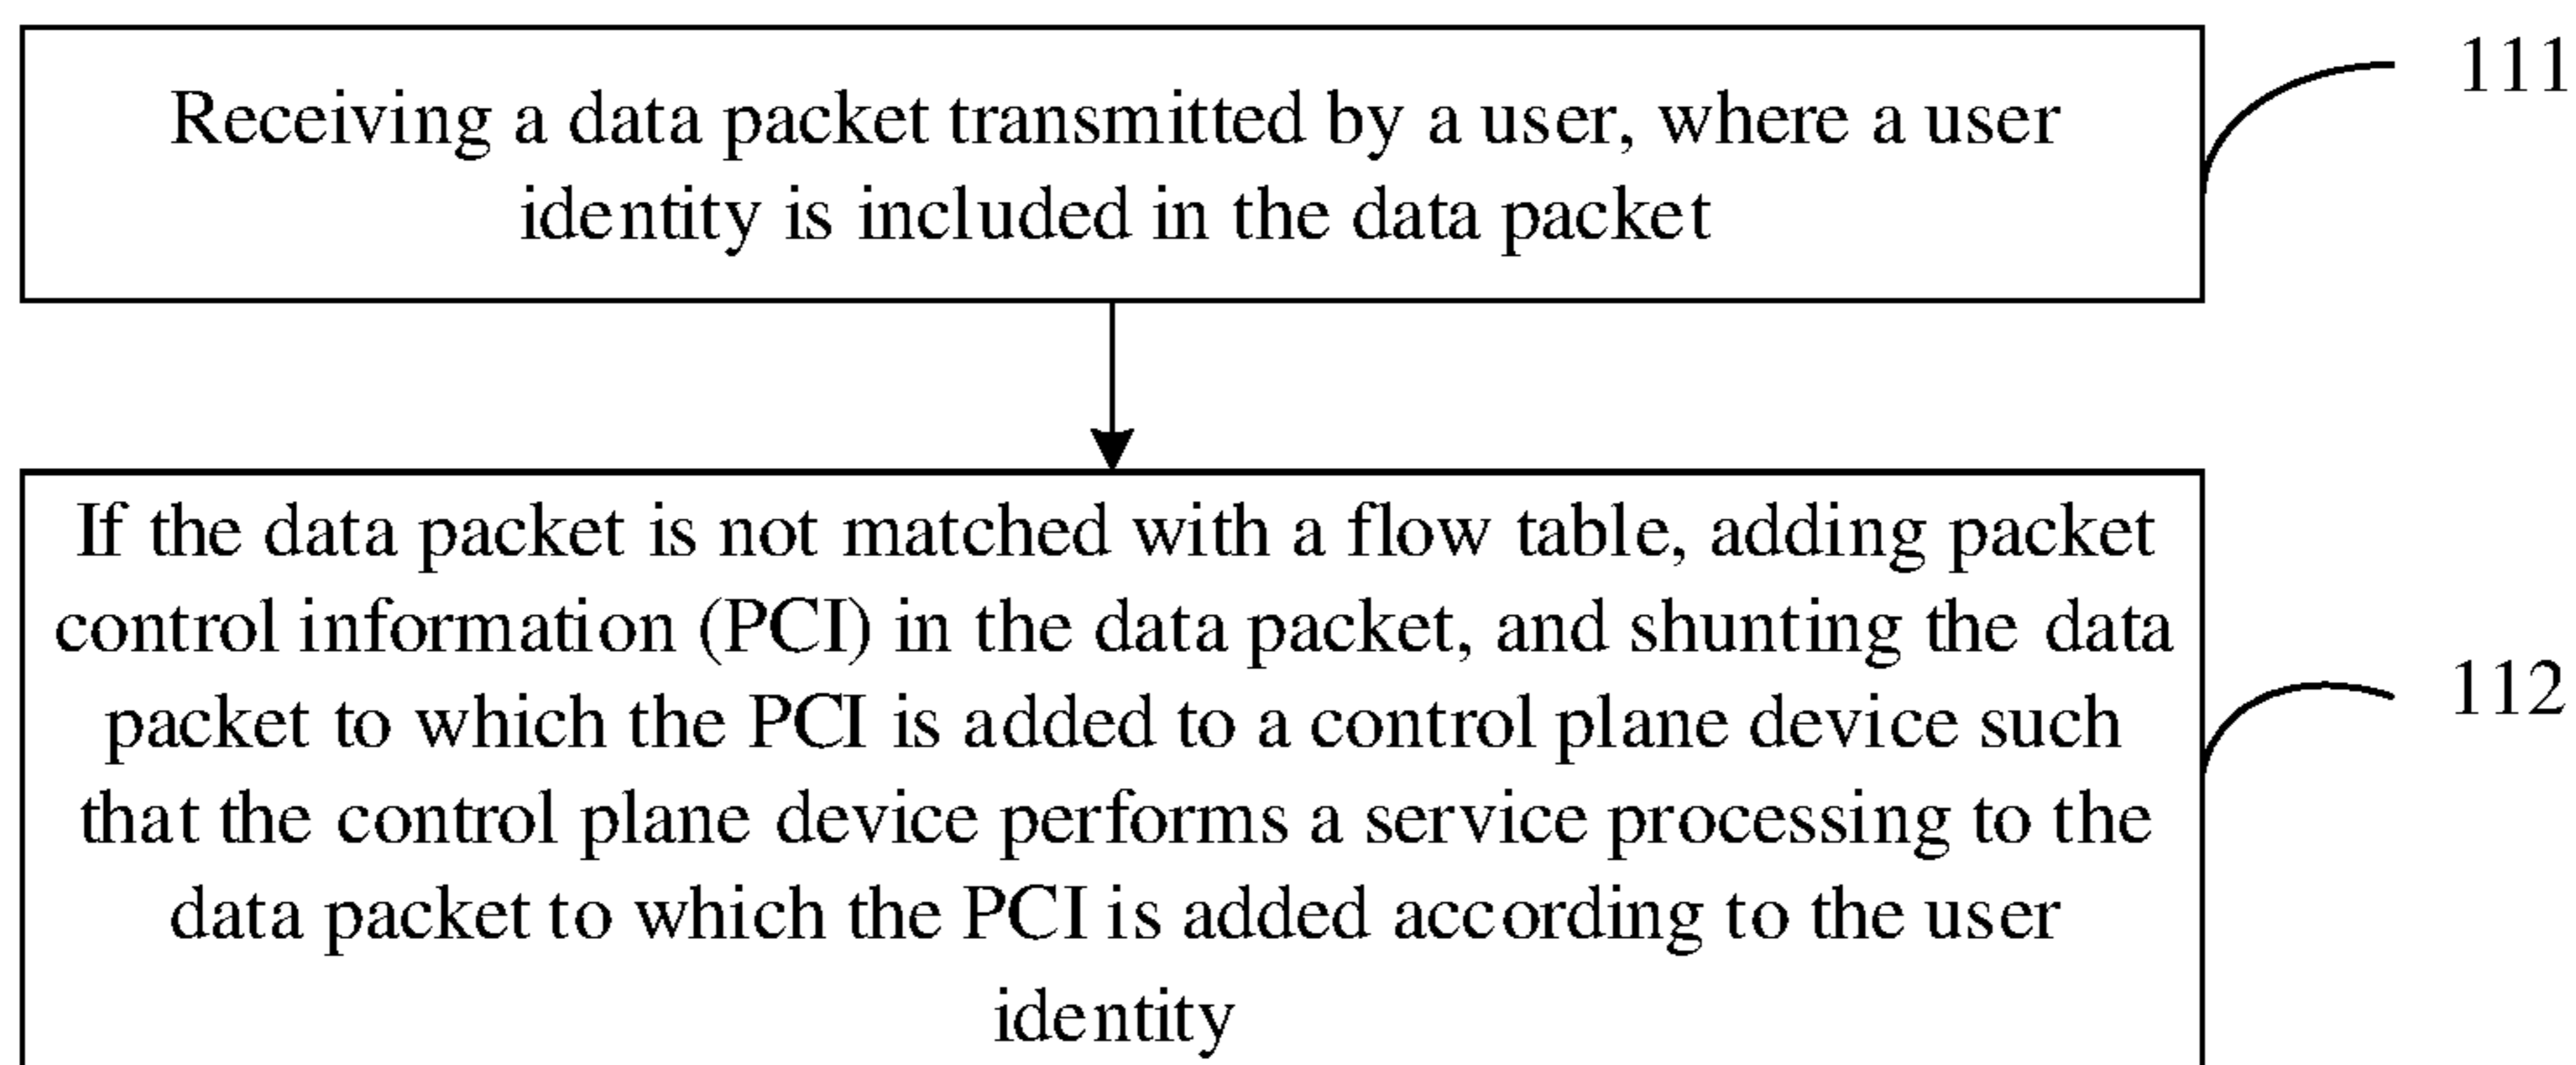 Receiving a data packet transmitted by a user, where a user
identity is included in the data packet
111
If the data packet is not matched with a flow table, adding packet
control information (PCI) in the data packet, and shunting the data
packet to which the PCI is added to a control plane device such
that the control plane device performs a service processing to the
data packet to which the PCI is added according to the user
identity
112